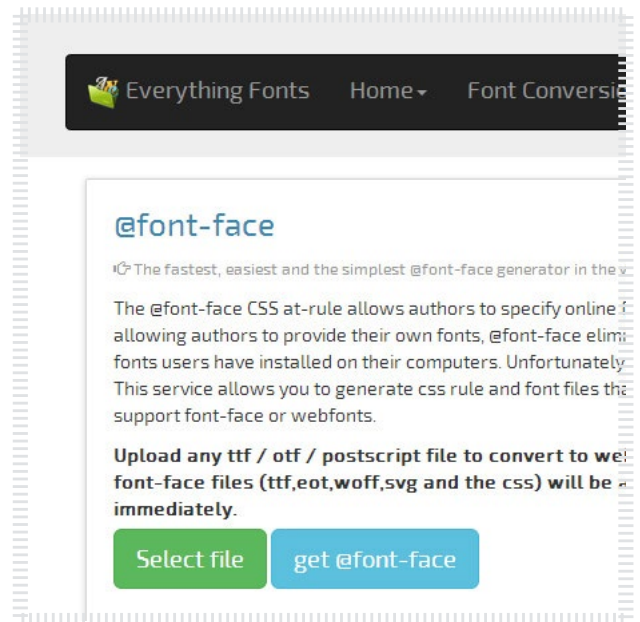 Everything Fonts Home Font Conversio
@font-face
The fastest, easiest and the simplest @font-face generator in the
The @font-face CSS at-rule allows authors to specify online
allowing authors to provide their own fonts, @font-face elim
fonts users have installed on their computers. Unfortunately
This service allows you to generate css rule and font files tha
support font-face or webfonts.
Upload any ttf / otf / postscript file to convert to we
font-face files (ttf,eot,woff,svg and the css) will be
immediately.
Select file get @font-face